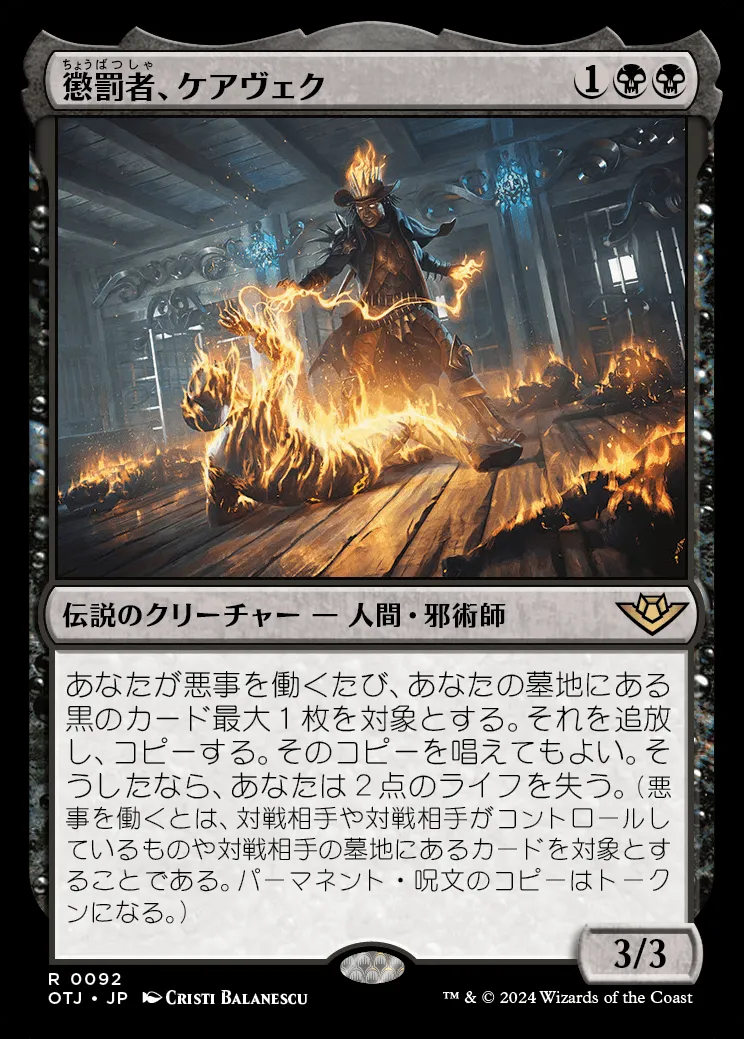 ちょうばつしゃ
懲罰者、ケアヴェク 1
伝説のクリーチャー — 人間・邪術師
あなたが悪事を働くたび、あなたの墓地にある
黒のカード最大1枚を対象とする。それを追放
し、コピーする。そのコピーを唱えてもよい。そ
うしたなら、あなたは2点のライフを失う。（悪
事を働くとは、対戦相手や対戦相手がコントロールし
ているものや対戦相手の墓地にあるカードを対象とす
ることである。パーマネント・呪文のコピーはトーク
ンになる。）
3/3
R 0092
OTJ • JP Cristi Balanescu
™ & © 2024 Wizards of the Coast